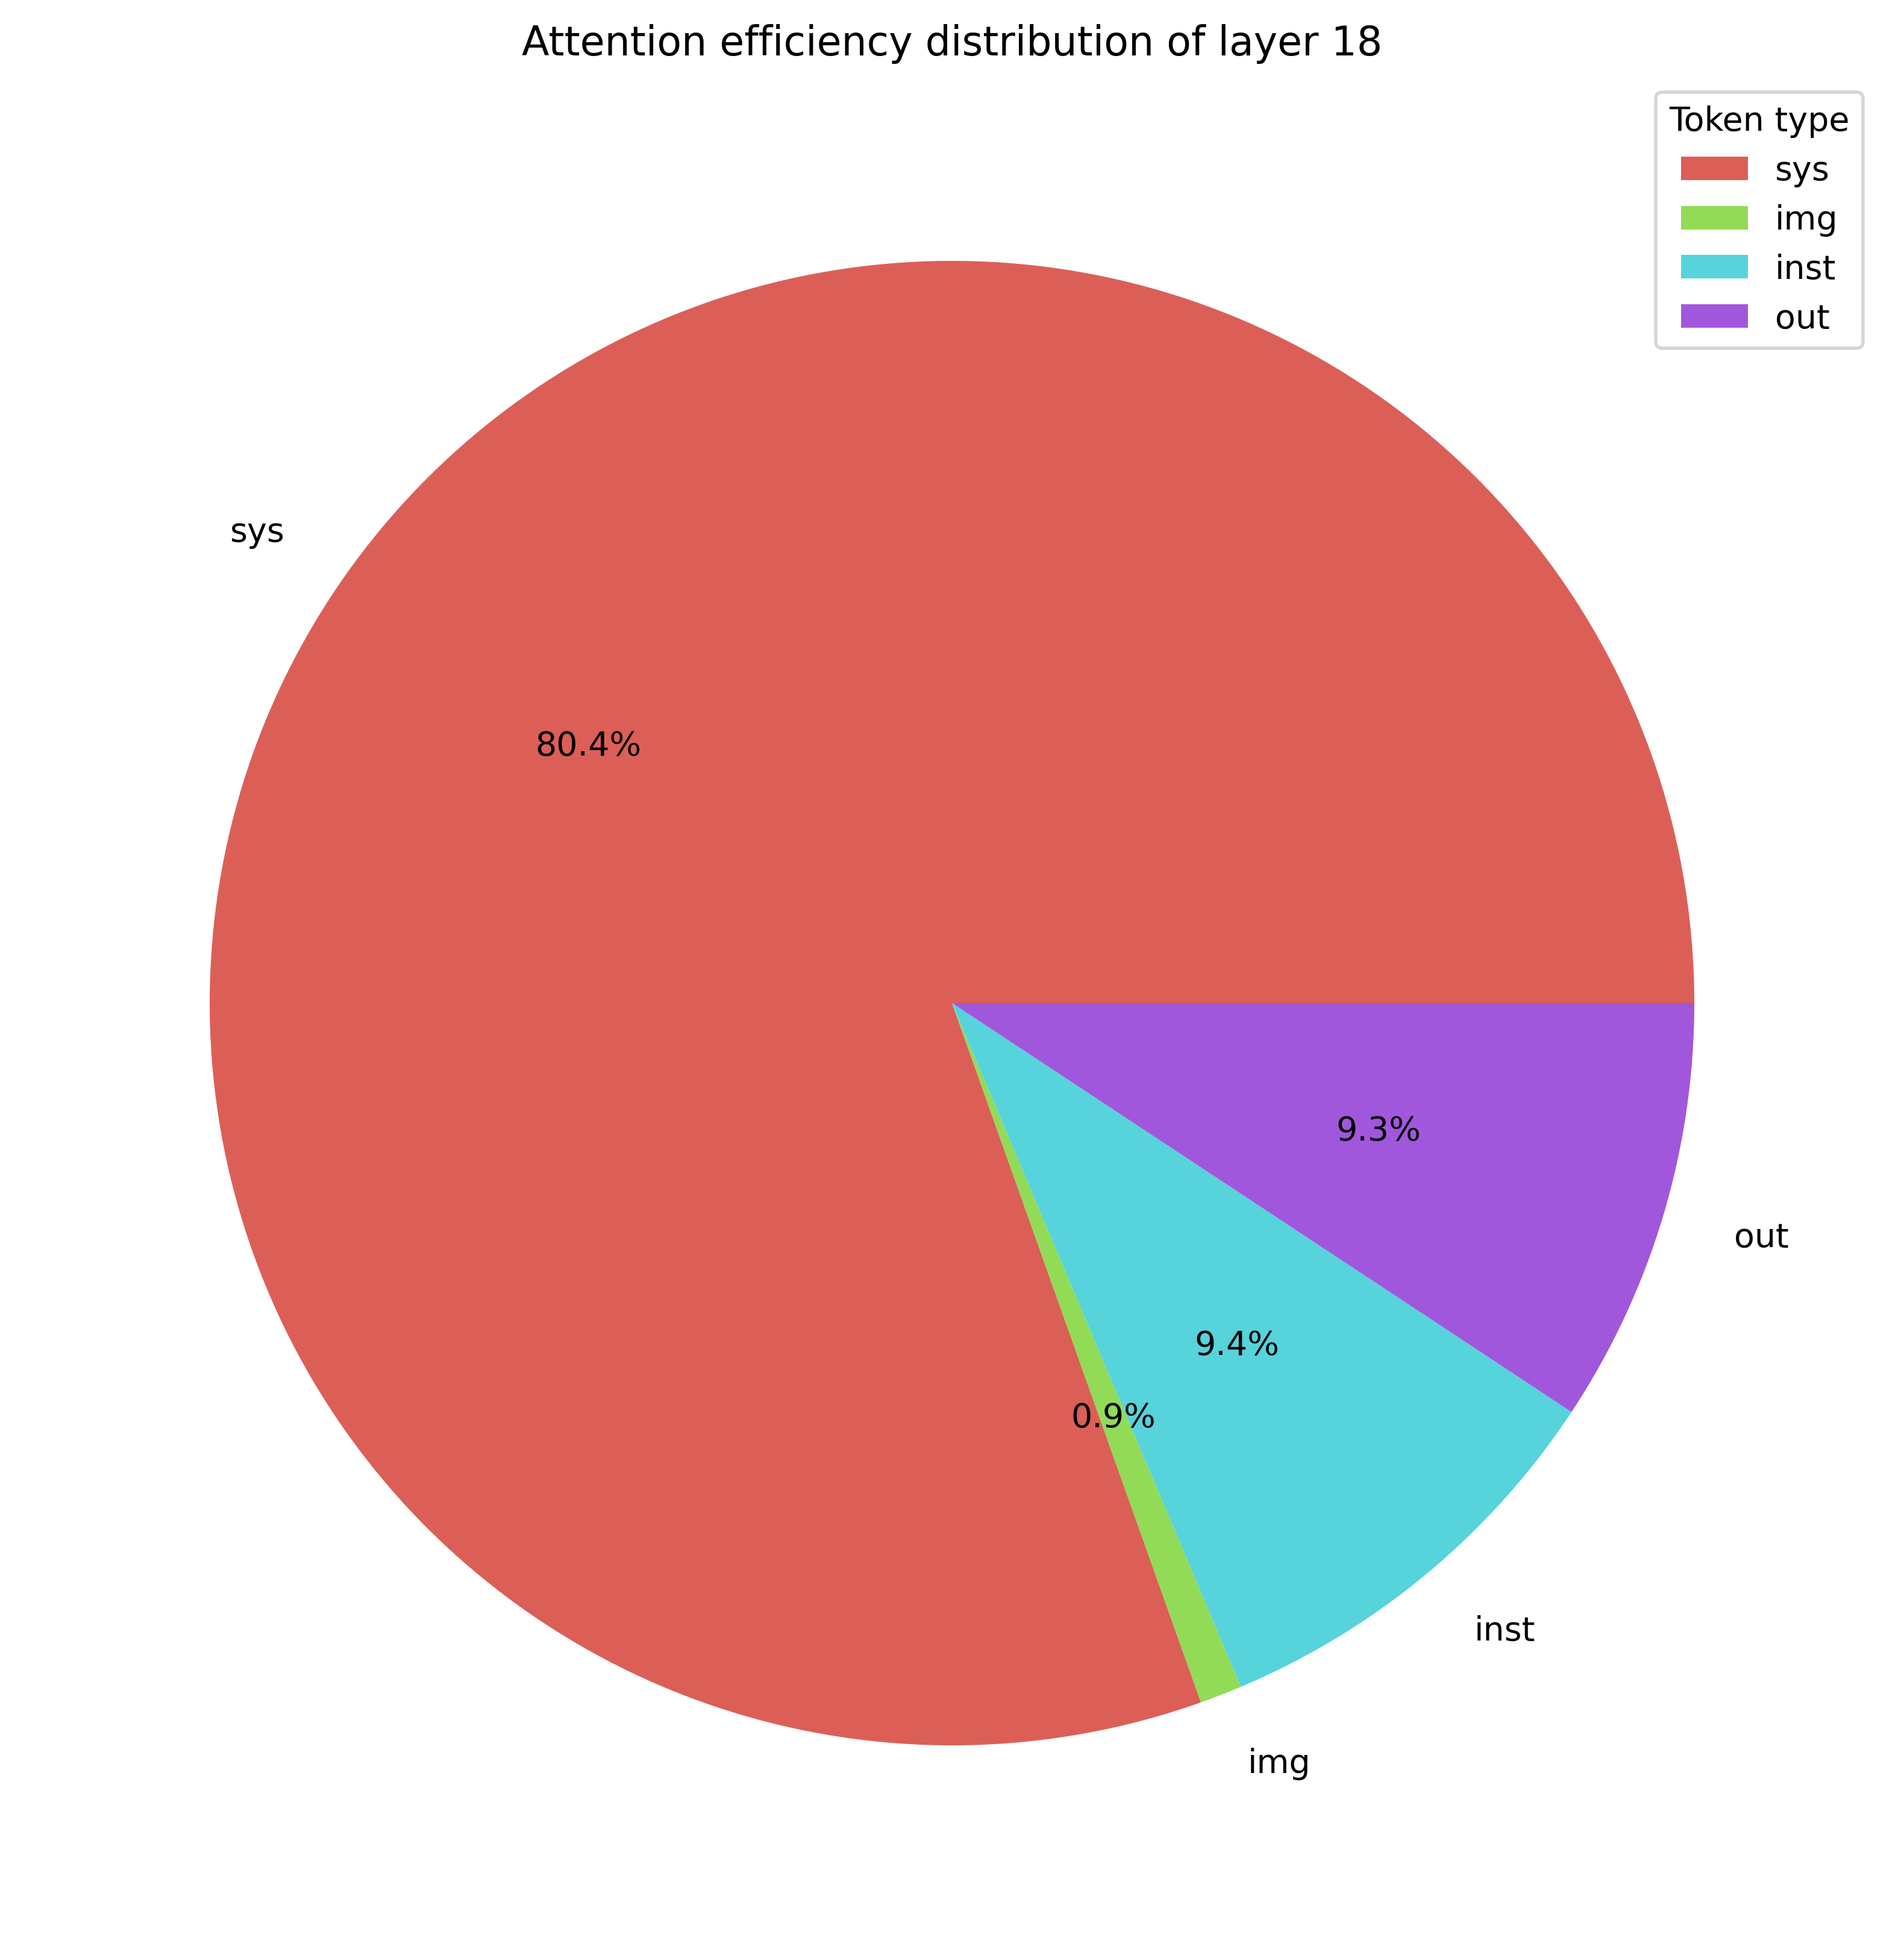 Attention efficiency distribution of layer 18
Token type
sys
img
inst
out
sys
80.4%
9.3%
out
9.4%
0.9%
inst
img